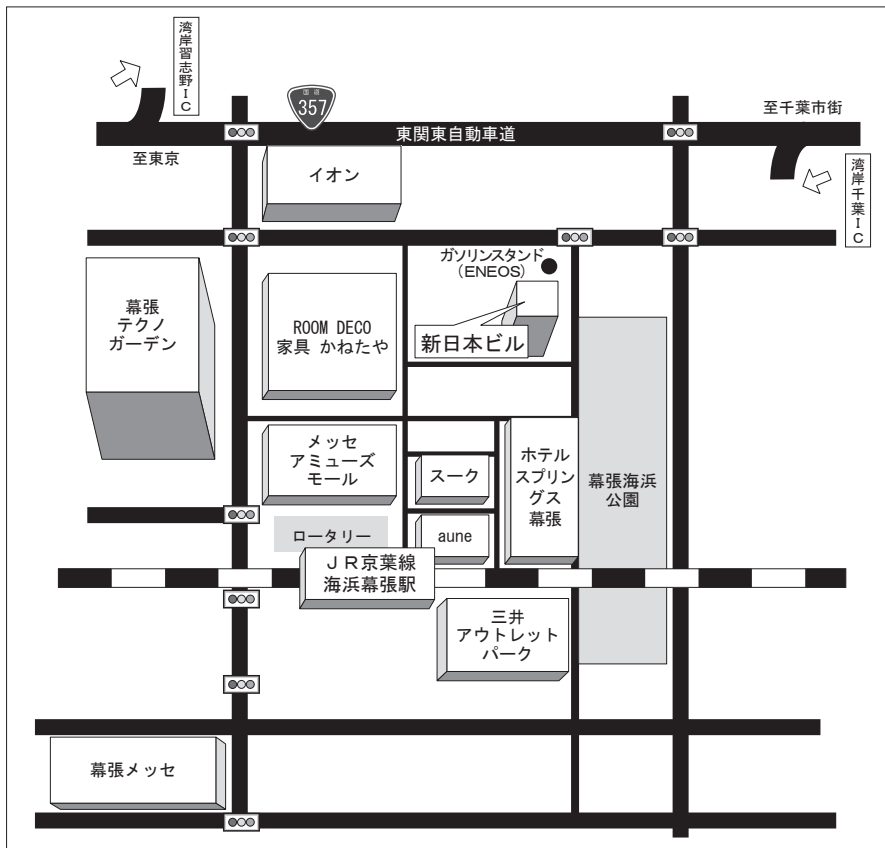 湾岸習志野IC
国道
357
至千葉市街
東関東自動車道
至東京
湾岸千葉IC
イオン
ガソリンスタンド
(ENEOS)
幕張
テクノ
ガーデン
ROOM DECO
家具 かねたや
新日本ビル
メッセ
アミューズ
モール
スーク
ホテル
スプリン
グス
幕張
幕張海浜
公園
ロータリー
aune
JR京葉線
海浜幕張駅
三井
アウトレット
パーク
幕張メッセ